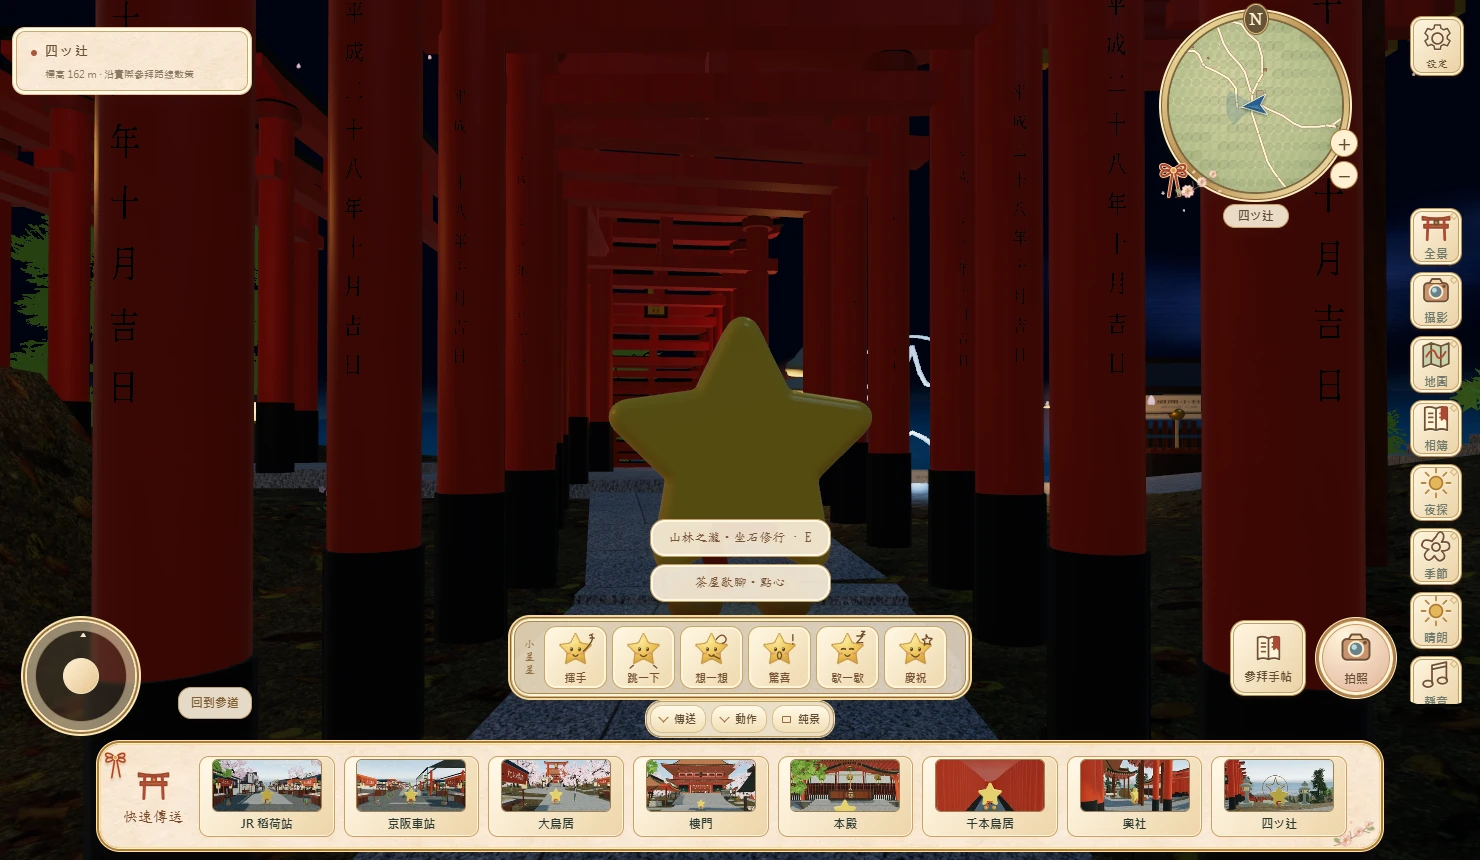 四ッ辻
標高 162 m · 沿實際參拜路線散策
年十月吉日
平成二十八年十月吉日
平成二十八年十月吉日
十月吉日
N
四ッ辻
設定
全景
攝影
地圖
相簿
夜探
季節
晴朗
靜音
山林之瀧・坐石修行 · E
茶屋歇腳・點心
小星星
揮手
跳一下
想一想
驚喜
歇一歇
慶祝
參拜手帖
拍照
回到參道
傳送
動作
純景
快速傳送
JR 稻荷站
京阪車站
大鳥居
樓門
本殿
千本鳥居
奧社
四ッ辻